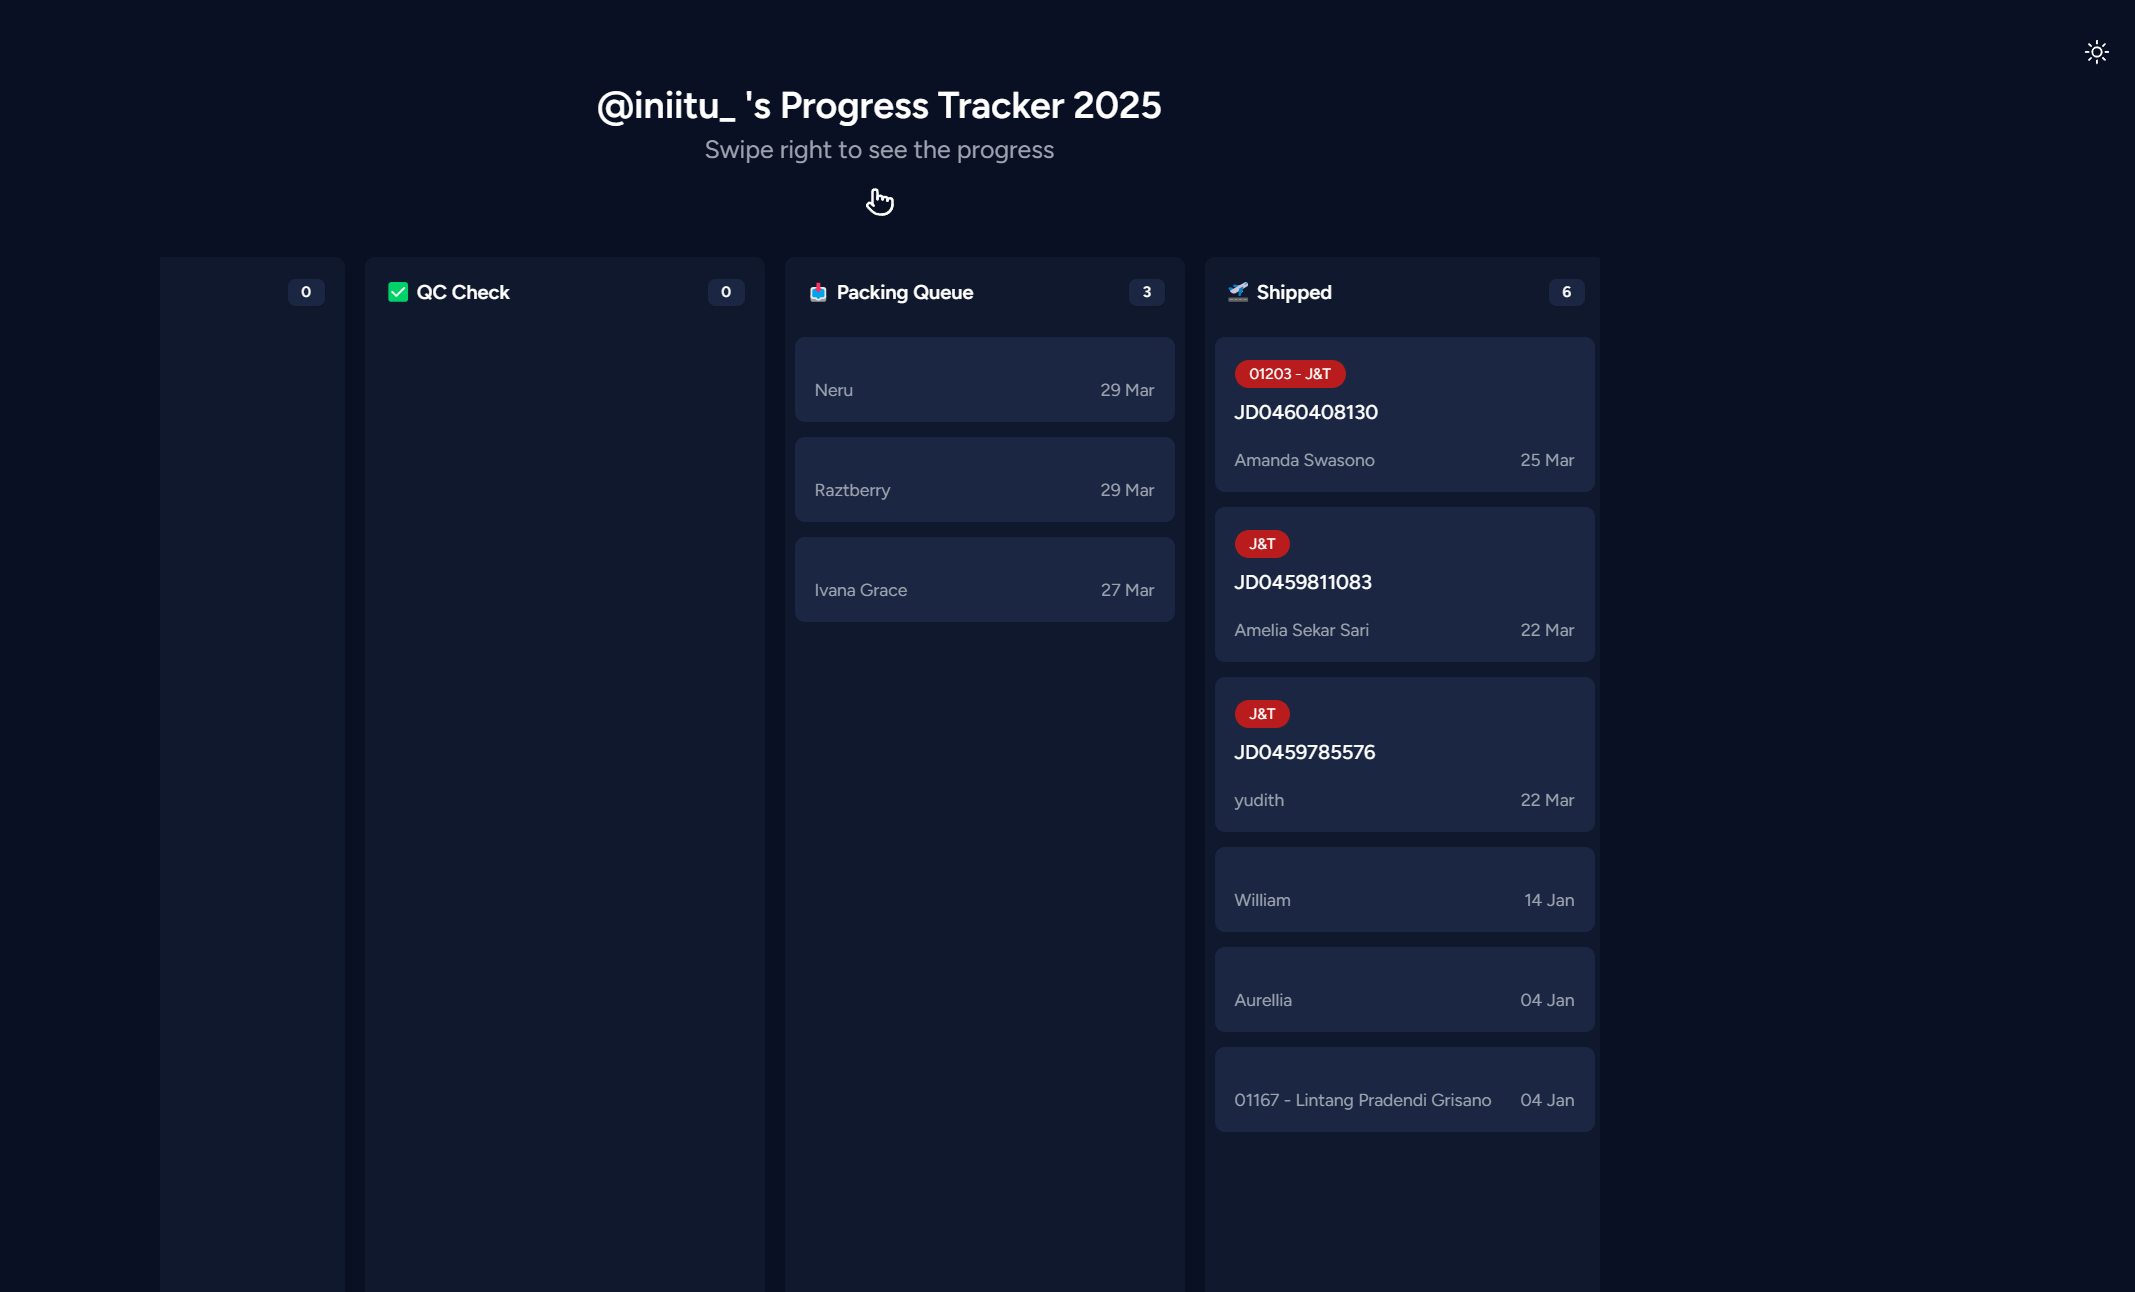 @iniitu_ 's Progress Tracker 2025
Swipe right to see the progress
0
QC Check 0
Packing Queue 3
Neru 29 Mar
Raztberry 29 Mar
Ivana Grace 27 Mar
Shipped 6
01203 - J&T
JD0460408130
Amanda Swasono 25 Mar
J&T
JD0459811083
Amelia Sekar Sari 22 Mar
J&T
JD0459785576
yudith 22 Mar
William 14 Jan
Aurellia 04 Jan
01167 - Lintang Pradendi Grisano 04 Jan